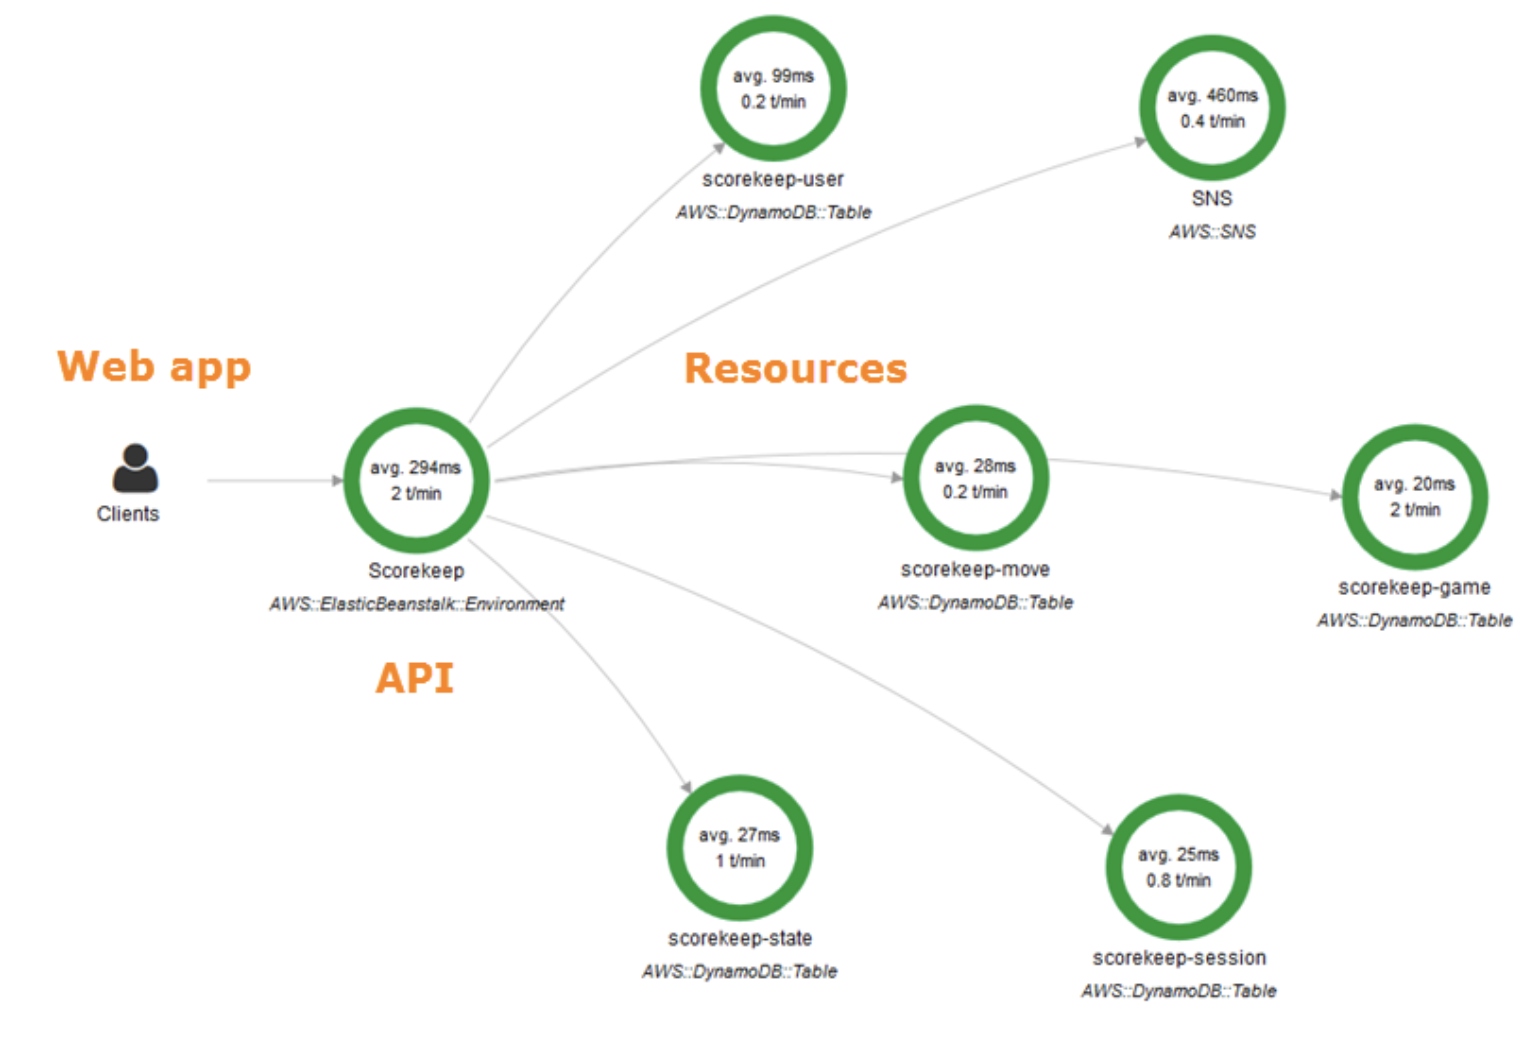 avg. 99ms
0.2 t/min
scorekeep-user
AWS::DynamoDB::Table
avg. 460ms
0.4 t/min
SNS
AWS::SNS
Web app
Resources
Clients
avg. 294ms
2 t/min
Scorekeep
AWS::ElasticBeanstalk::Environment
avg. 28ms
0.2 t/min
scorekeep-move
AWS::DynamoDB::Table
avg. 20ms
2 t/min
scorekeep-game
AWS::DynamoDB::Table
API
avg. 27ms
1 t/min
scorekeep-state
AWS::DynamoDB::Table
avg. 25ms
0.8 t/min
scorekeep-session
AWS::DynamoDB::Table